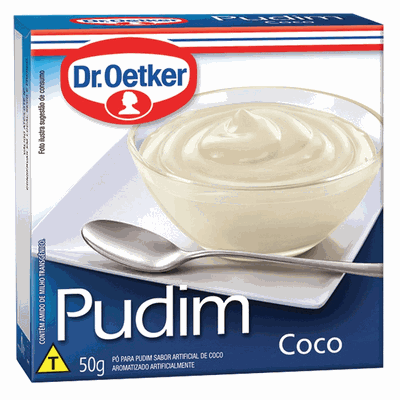 Dr.Oetker
Foto ilustra sugestão de consumo
CONTÉM AMIDO DE MILHO TRANSGÊNICO.
Pudim
Coco
T
50g
PÓ PARA PUDIM SABOR ARTIFICIAL DE COCO
AROMATIZADO ARTIFICIALMENTE